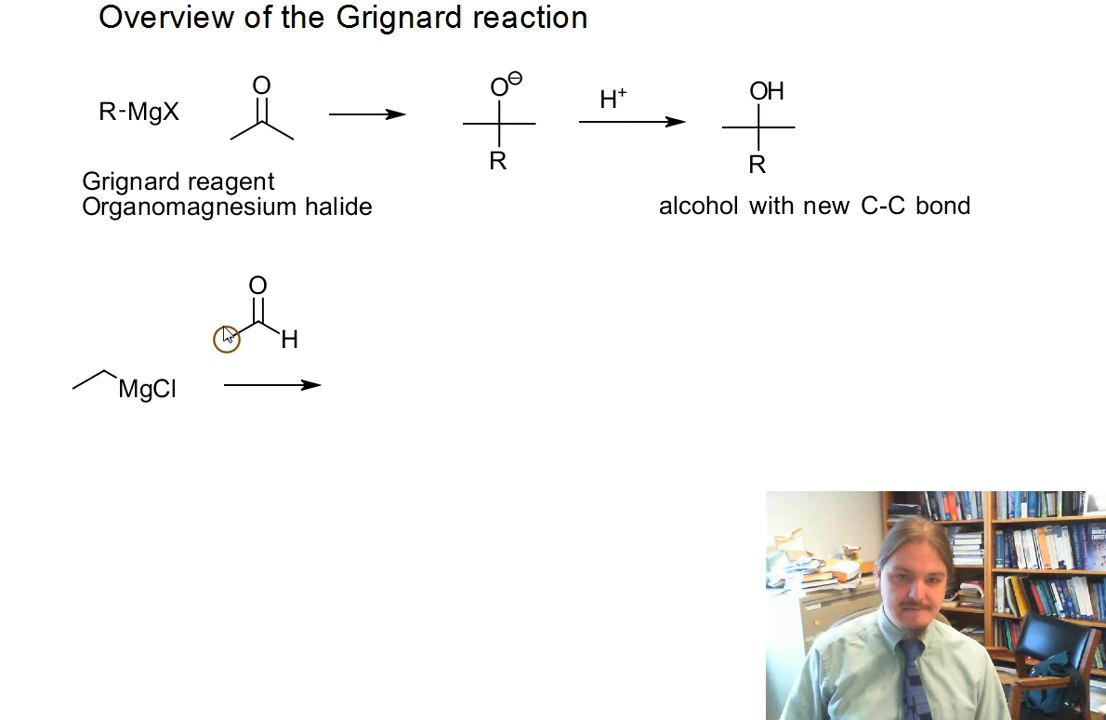 Overview of the Grignard reaction
R-MgX
O
O⊖
R
H⁺
OH
R
Grignard reagent
Organomagnesium halide
alcohol with new C-C bond
O
H
MgCl